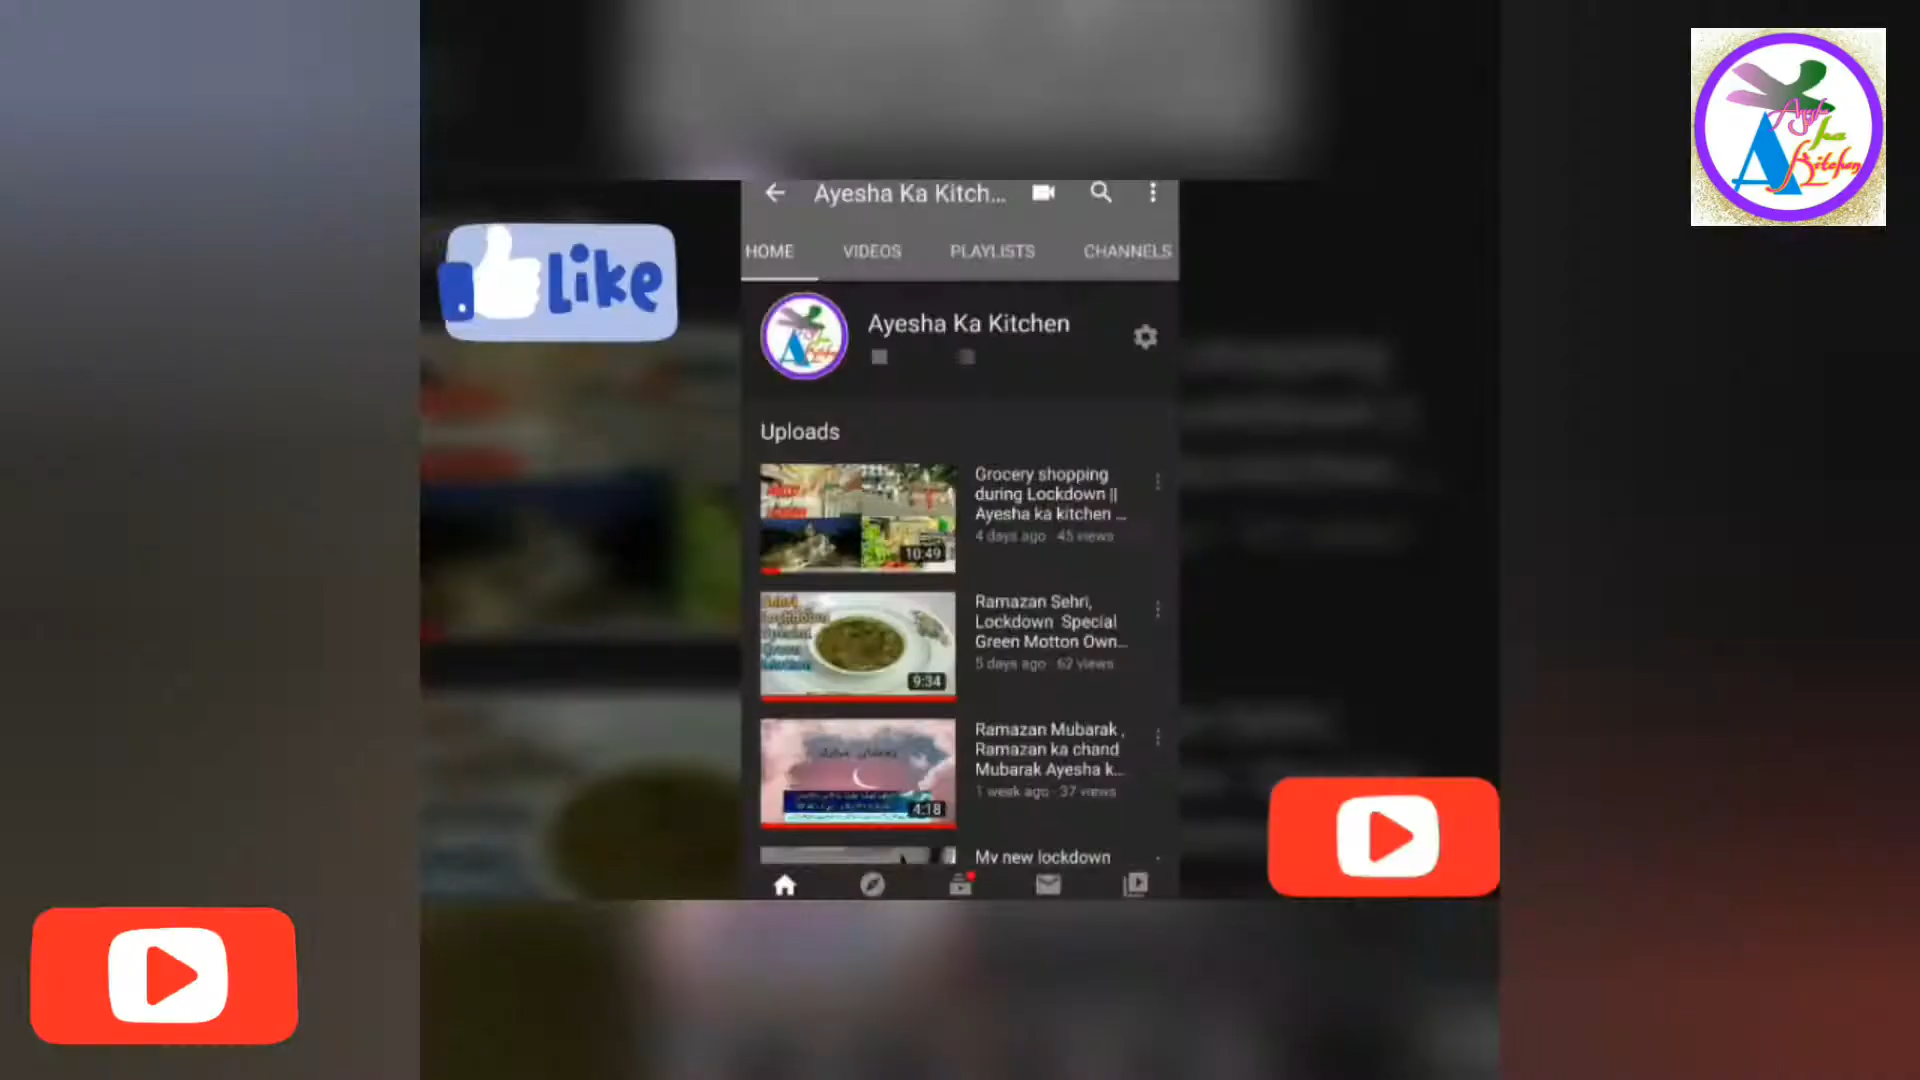 Ayesha Ka Kitch...
HOME VIDEOS PLAYLISTS CHANNELS
Like
Ayesha Ka Kitchen
Uploads
Grocery shopping
during Lockdown ||
Ayesha ka kitchen ...
4 days ago · 45 views
10:49
Ramazan Sehri,
Lockdown Special
Green Motton Own...
5 days ago · 62 views
9:34
Ramazan Mubarak ,
Ramazan ka chand
Mubarak Ayesha k...
1 week ago · 37 views
4:18
My new lockdown
A
ka
Kitchen